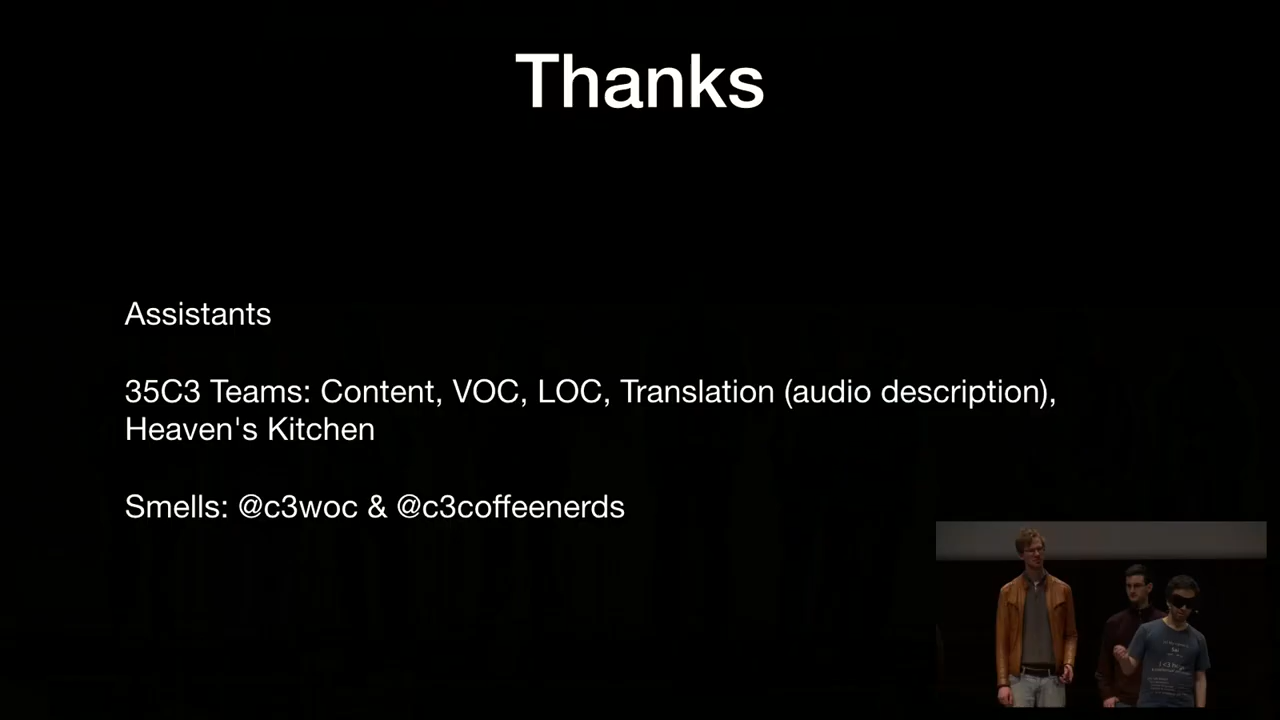 Thanks
Assistants
35C3 Teams: Content, VOC, LOC, Translation (audio description),
Heaven's Kitchen
Smells: @c3woc & @c3coffeenerds